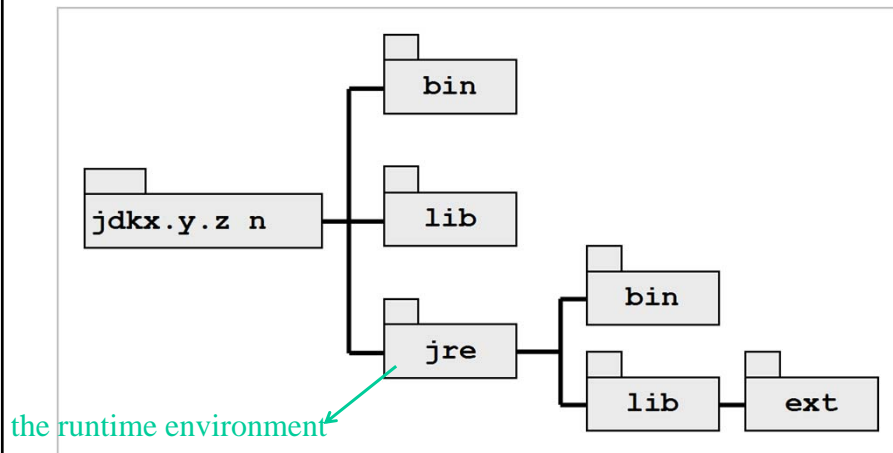 bin
jdkx.y.z n
lib
bin
jre
lib
ext
the runtime environment